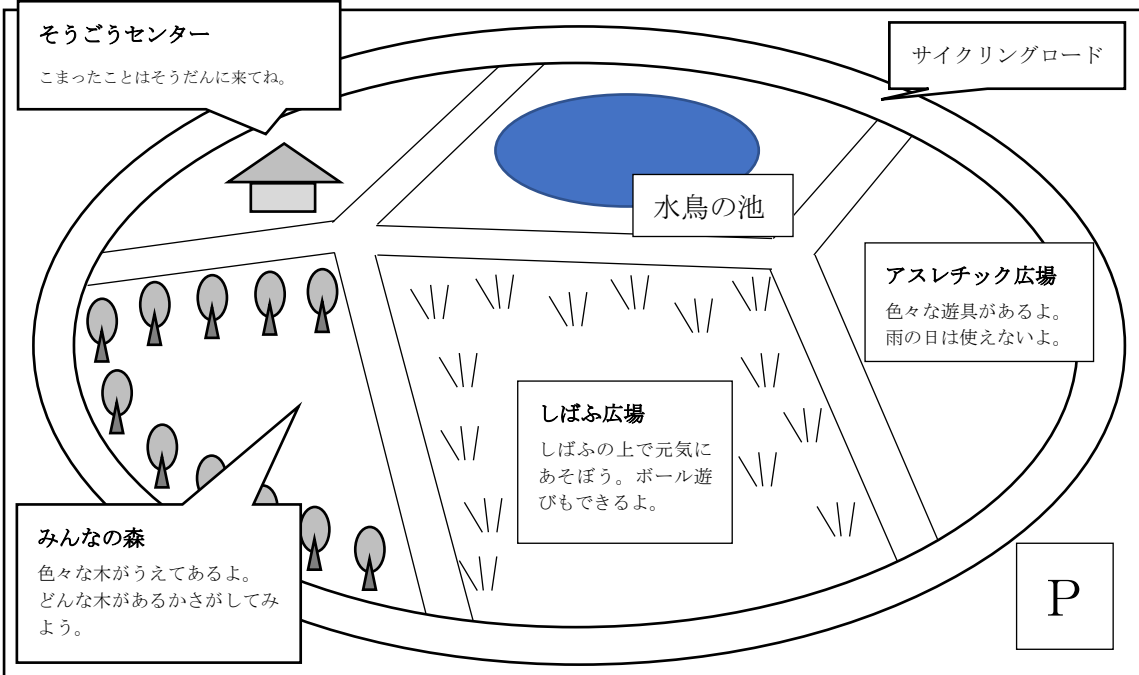 そうごうセンター
こまったことはそうだんに来てね。
サイクリングロード
水鳥の池
アスレチック広場
色々な遊具があるよ。
雨の日は使えないよ。
しばふ広場
しばふの上で元気に
あそぼう。ボール遊
びもできるよ。
みんなの森
色々な木がうえてあるよ。
どんな木があるかさがしてみ
よう。
P